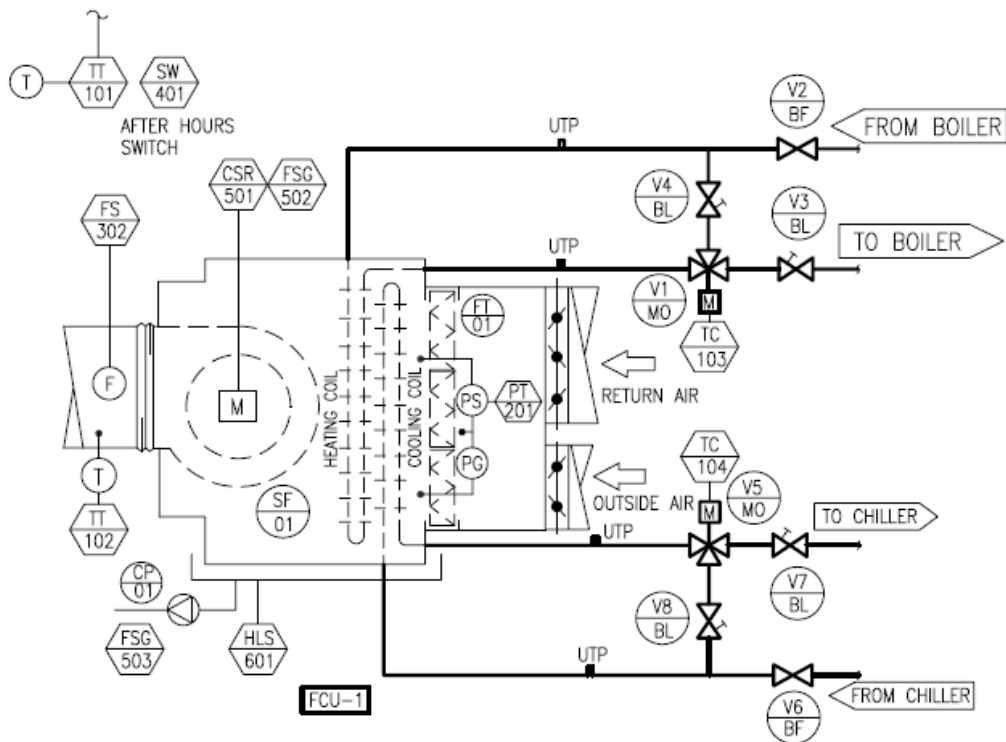 TT
101
T
SW
401
AFTER HOURS
SWITCH
V2
BF
FROM BOILER
UTP
CSR
501
FSG
502
V4
BL
V3
BL
FS
302
UTP
TO BOILER
V1
MO
M
TC
103
FT
01
F
M
HEATING COIL
COOLING COIL
PS
PT
201
RETURN AIR
PG
TC
104
T
TT
102
SF
01
OUTSIDE AIR
M
V5
MO
TO CHILLER
UTP
CP
01
V8
BL
V7
BL
FSG
503
HLS
601
UTP
FCU-1
V6
BF
FROM CHILLER